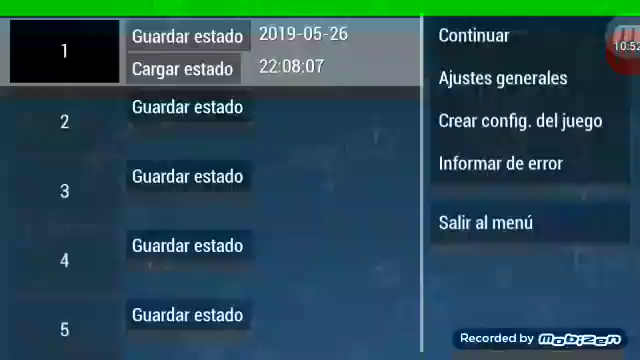 1
Guardar estado
2019-05-26
Cargar estado
22:08:07
2
Guardar estado
3
Guardar estado
4
Guardar estado
5
Guardar estado
Continuar
Ajustes generales
Crear config. del juego
Informar de error
Salir al menú
10:52
Recorded by Mobizen